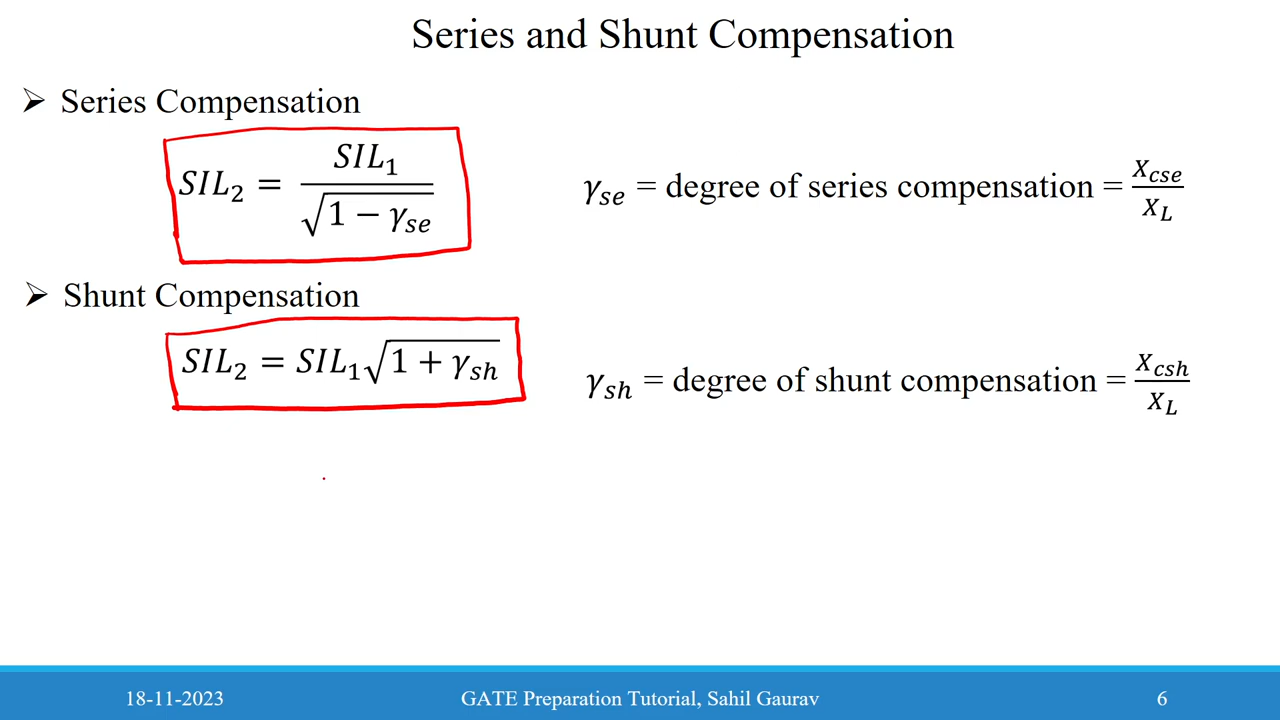 Series and Shunt Compensation
➢ Series Compensation
SIL₂ = SIL₁ / √(1 − γ_se)
γ_se = degree of series compensation = X_cse / X_L
➢ Shunt Compensation
SIL₂ = SIL₁√(1 + γ_sh)
γ_sh = degree of shunt compensation = X_csh / X_L
18-11-2023
GATE Preparation Tutorial, Sahil Gaurav
6